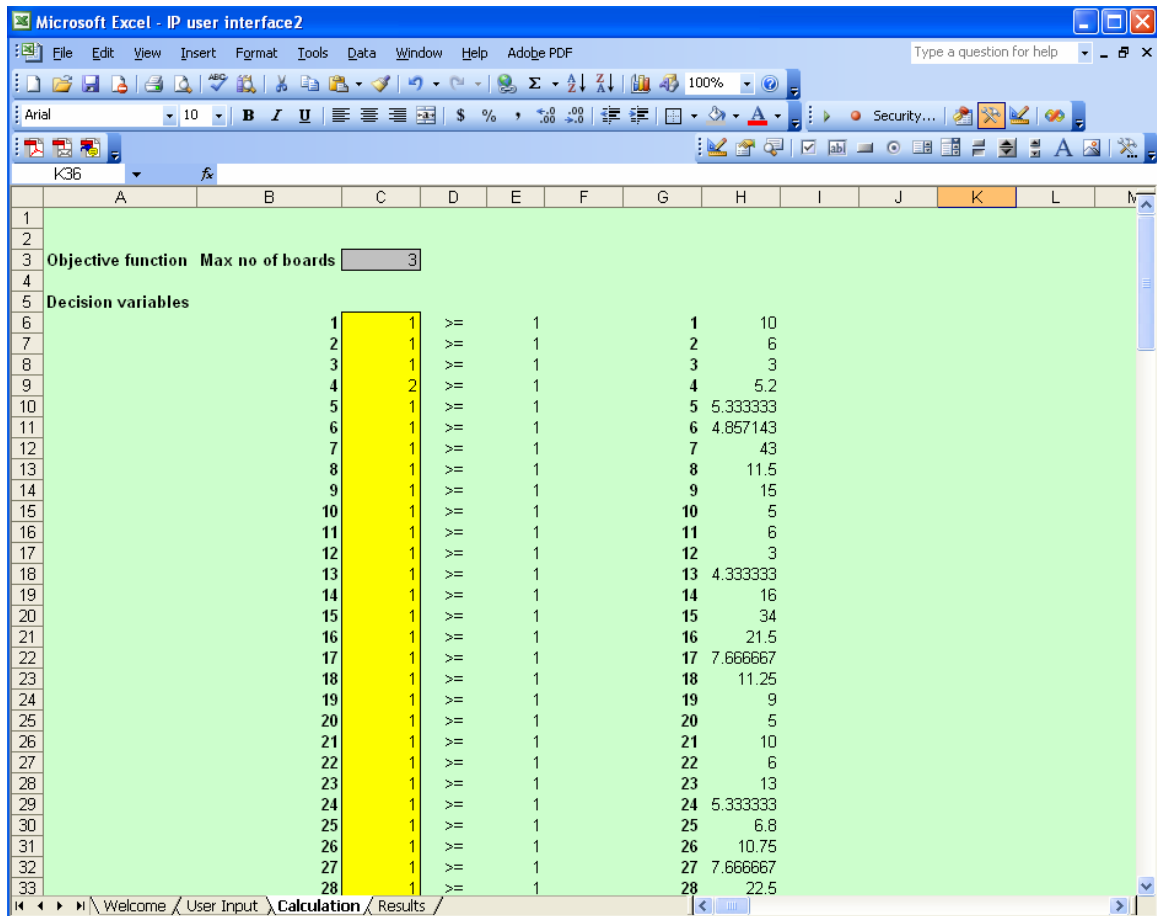 Microsoft Excel - IP user interface2
File Edit View Insert Format Tools Data Window Help Adobe PDF Type a question for help
100%
Arial 10 B I U $ % , Security...
K36 fx
A B C D E F G H I J K L M
1
2
3 Objective function Max no of boards 3
4
5 Decision variables
6 1 1 >= 1 1 10
7 2 1 >= 1 2 6
8 3 1 >= 1 3 3
9 4 2 >= 1 4 5.2
10 5 1 >= 1 5 5.333333
11 6 1 >= 1 6 4.857143
12 7 1 >= 1 7 43
13 8 1 >= 1 8 11.5
14 9 1 >= 1 9 15
15 10 1 >= 1 10 5
16 11 1 >= 1 11 6
17 12 1 >= 1 12 3
18 13 1 >= 1 13 4.333333
19 14 1 >= 1 14 16
20 15 1 >= 1 15 34
21 16 1 >= 1 16 21.5
22 17 1 >= 1 17 7.666667
23 18 1 >= 1 18 11.25
24 19 1 >= 1 19 9
25 20 1 >= 1 20 5
26 21 1 >= 1 21 10
27 22 1 >= 1 22 6
28 23 1 >= 1 23 13
29 24 1 >= 1 24 5.333333
30 25 1 >= 1 25 6.8
31 26 1 >= 1 26 10.75
32 27 1 >= 1 27 7.666667
33 28 1 >= 1 28 22.5
Welcome User Input Calculation Results